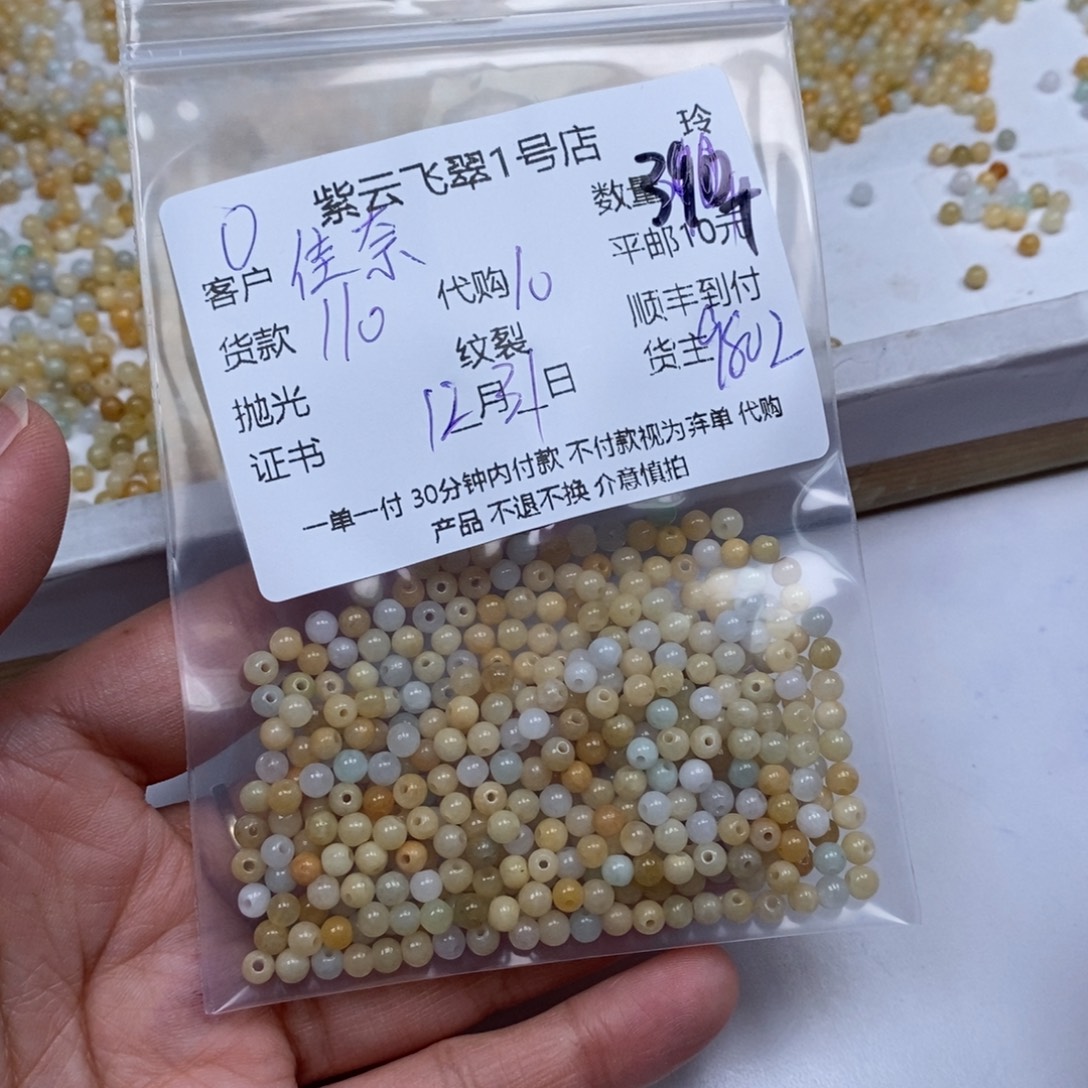 玲
紫云飞翠1号店
数量
0
平邮10元
客户 佳奈 代购 10
顺丰到付
货款 110 纹裂
货主 9802
抛光 12月31日
证书
一单一付 30分钟内付款 不付款视为弃单 代购
产品 不退不换 介意慎拍